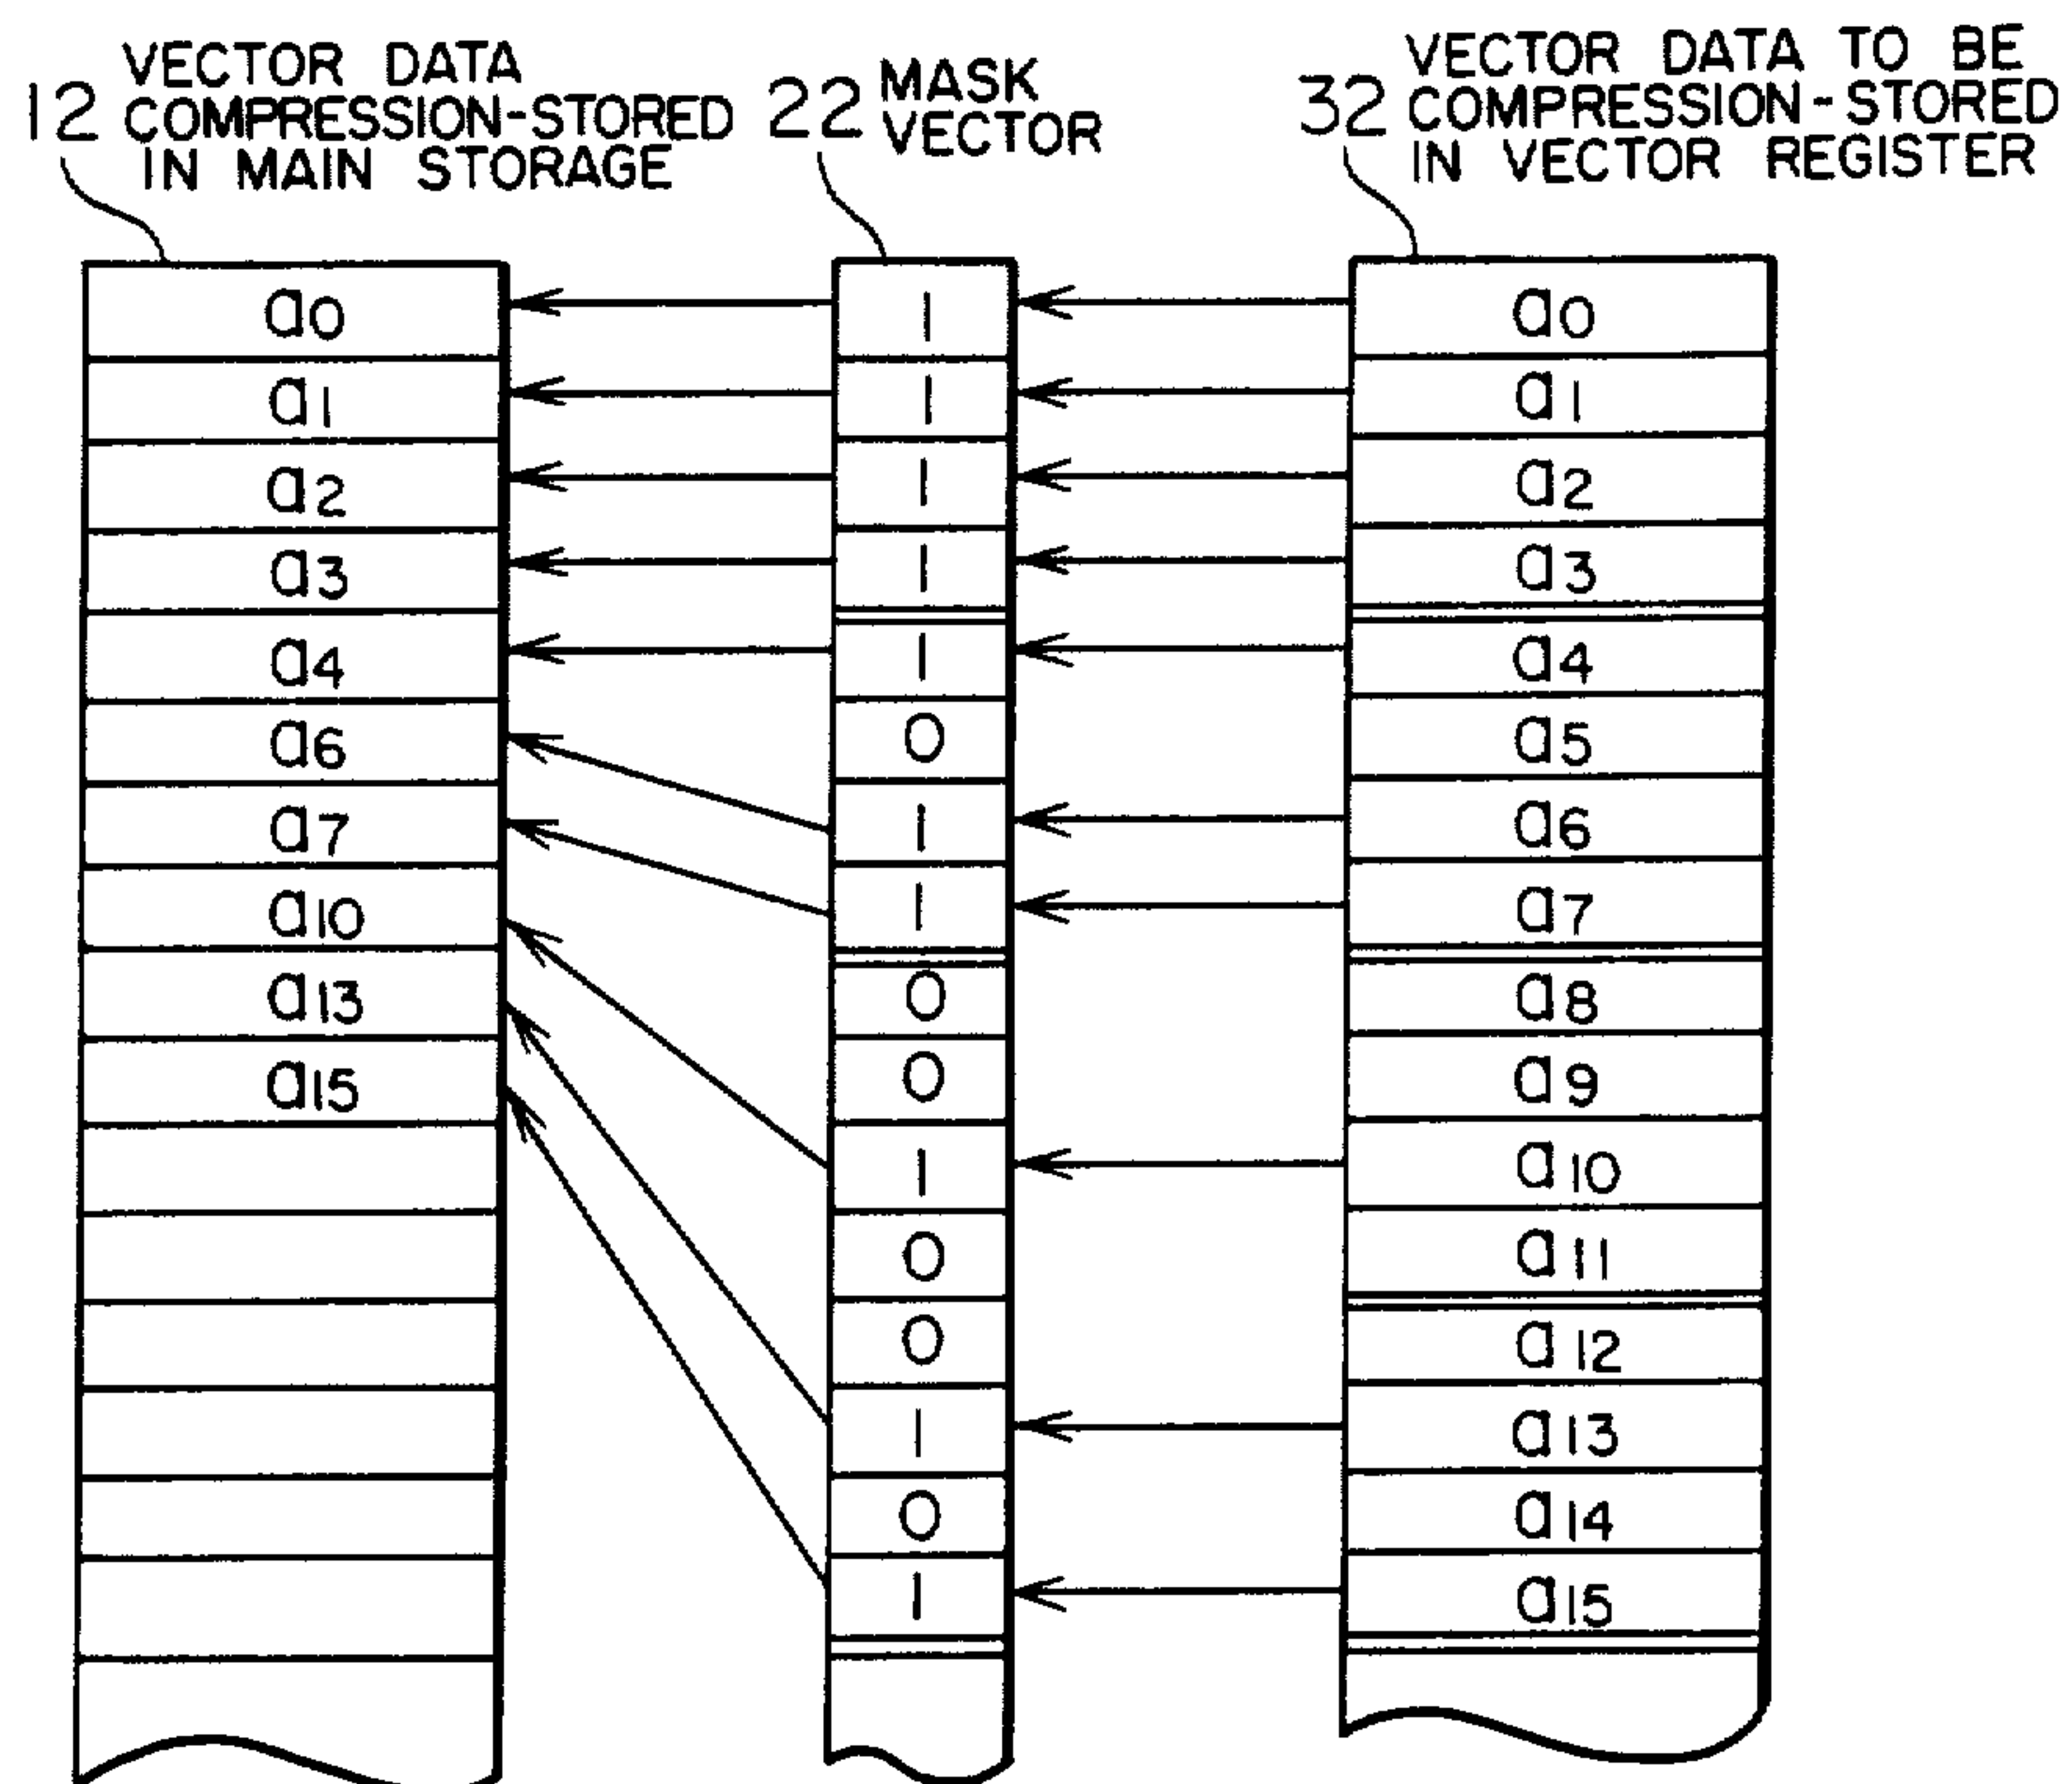 12 VECTOR DATA
COMPRESSION-STORED
IN MAIN STORAGE
22 MASK
VECTOR
32 VECTOR DATA TO BE
COMPRESSION-STORED
IN VECTOR REGISTER
a0 1 a0
a1 1 a1
a2 1 a2
a3 1 a3
a4 1 a4
a6 0 a5
a7 1 a6
a10 1 a7
a13 0 a8
a15 0 a9
1 a10
0 a11
0 a12
1 a13
0 a14
1 a15